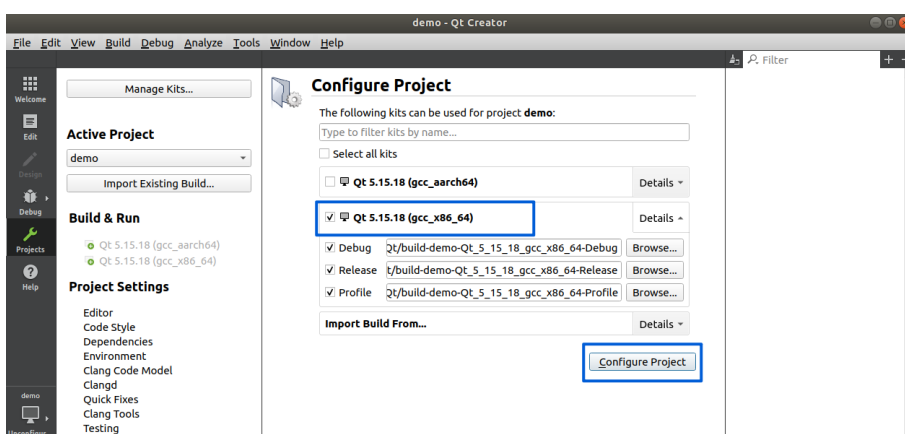 demo - Qt Creator
File Edit View Build Debug Analyze Tools Window Help
Filter
Welcome
Edit
Design
Debug
Projects
Help
demo
Manage Kits...
Active Project
demo
Import Existing Build...
Build & Run
Qt 5.15.18 (gcc_aarch64)
Qt 5.15.18 (gcc_x86_64)
Project Settings
Editor
Code Style
Dependencies
Environment
Clang Code Model
Clangd
Quick Fixes
Clang Tools
Testing
Configure Project
The following kits can be used for project demo:
Type to filter kits by name...
Select all kits
Qt 5.15.18 (gcc_aarch64) Details
Qt 5.15.18 (gcc_x86_64) Details
Debug Qt/build-demo-Qt_5_15_18_gcc_x86_64-Debug Browse...
Release t/build-demo-Qt_5_15_18_gcc_x86_64-Release Browse...
Profile Qt/build-demo-Qt_5_15_18_gcc_x86_64-Profile Browse...
Import Build From... Details
Configure Project